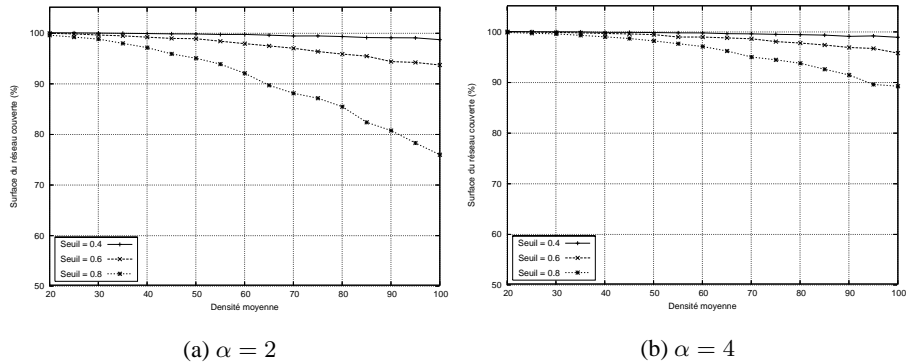 100
90
80
70
60
50
Surface du réseau couverte (%)
Seuil = 0.4
Seuil = 0.6
Seuil = 0.8
20 30 40 50 60 70 80 90 100
Densité moyenne
(a) α = 2
100
90
80
70
60
50
Surface du réseau couverte (%)
Seuil = 0.4
Seuil = 0.6
Seuil = 0.8
20 30 40 50 60 70 80 90 100
Densité moyenne
(b) α = 4